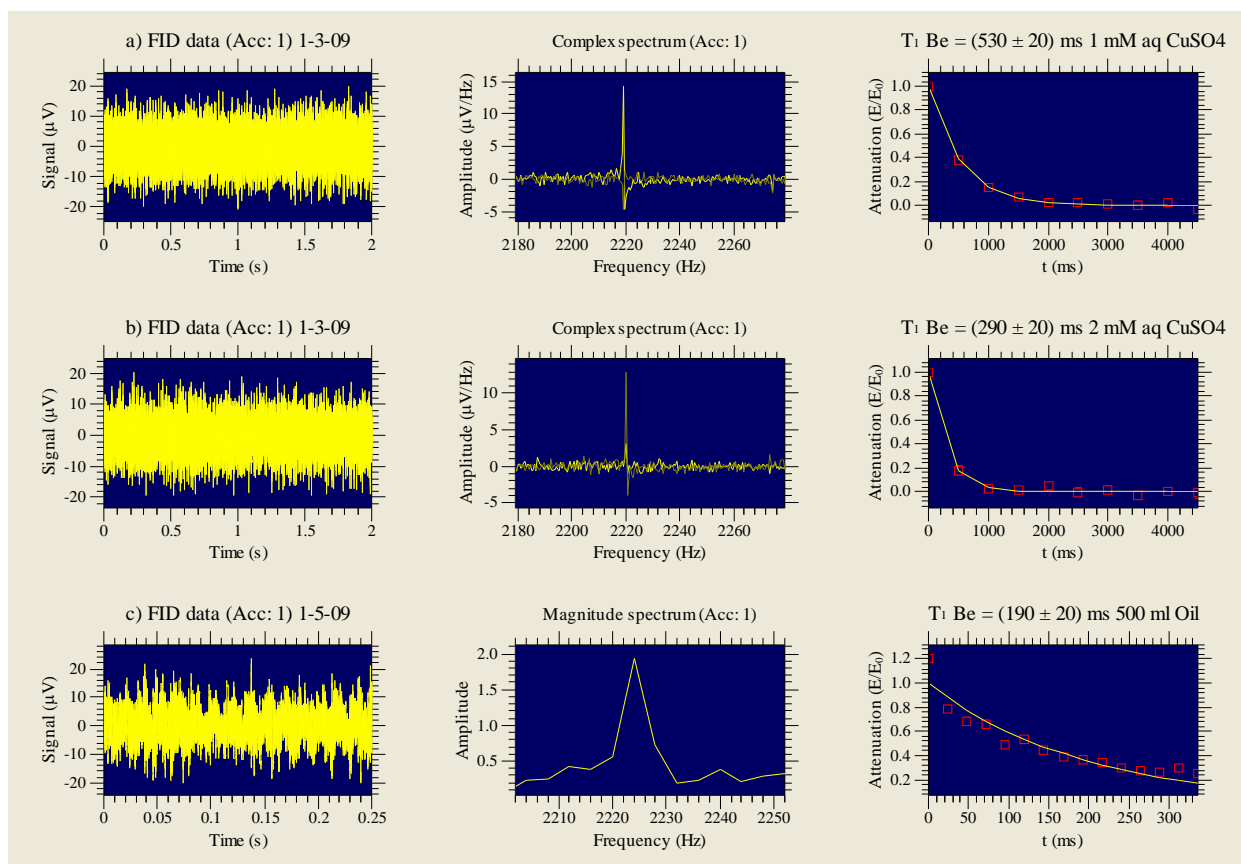 a) FID data (Acc: 1) 1-3-09
Signal (µV)
20
10
0
-10
-20
0 0.5 1 1.5 2
Time (s)
Complex spectrum (Acc: 1)
Amplitude (µV/Hz)
15
10
5
0
-5
2180 2200 2220 2240 2260
Frequency (Hz)
T1 Be = (530 ± 20) ms 1 mM aq CuSO4
Attenuation (E/E0)
1.0
0.8
0.6
0.4
0.2
0.0
0 1000 2000 3000 4000
t (ms)
b) FID data (Acc: 1) 1-3-09
Signal (µV)
20
10
0
-10
-20
0 0.5 1 1.5 2
Time (s)
Complex spectrum (Acc: 1)
Amplitude (µV/Hz)
15
10
5
0
-5
2180 2200 2220 2240 2260
Frequency (Hz)
T1 Be = (290 ± 20) ms 2 mM aq CuSO4
Attenuation (E/E0)
1.0
0.8
0.6
0.4
0.2
0.0
0 1000 2000 3000 4000
t (ms)
c) FID data (Acc: 1) 1-5-09
Signal (µV)
20
10
0
-10
-20
0 0.05 0.1 0.15 0.2 0.25
Time (s)
Magnitude spectrum (Acc: 1)
Amplitude
2.0
1.5
1.0
0.5
2210 2220 2230 2240 2250
Frequency (Hz)
T1 Be = (190 ± 20) ms 500 ml Oil
Attenuation (E/E0)
1.2
1.0
0.8
0.6
0.4
0.2
0 50 100 150 200 250 300
t (ms)